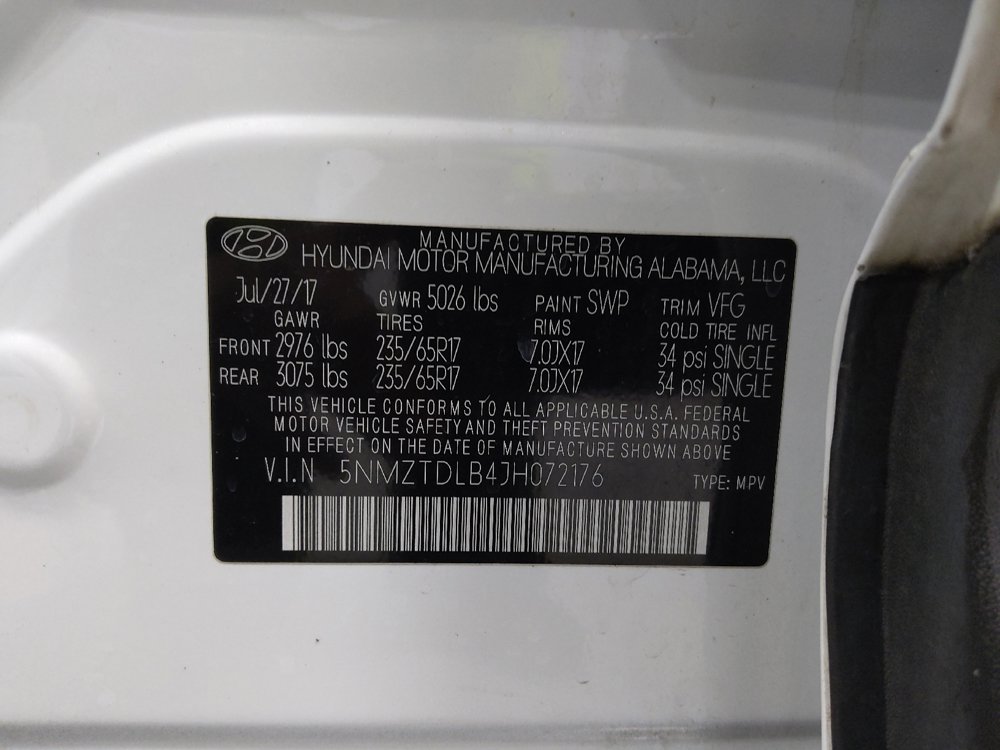 MANUFACTURED BY
HYUNDAI MOTOR MANUFACTURING ALABAMA, LLC
Jul/27/17 GVWR 5026 lbs PAINT SWP TRIM VFG
GAWR TIRES RIMS COLD TIRE INFL
FRONT 2976 lbs 235/65R17 7.0JX17 34 psi SINGLE
REAR 3075 lbs 235/65R17 7.0JX17 34 psi SINGLE
THIS VEHICLE CONFORMS TO ALL APPLICABLE U.S.A. FEDERAL
MOTOR VEHICLE SAFETY AND THEFT PREVENTION STANDARDS
IN EFFECT ON THE DATE OF MANUFACTURE SHOWN ABOVE
V.I.N 5NMZTDLB4JH072176 TYPE: MPV